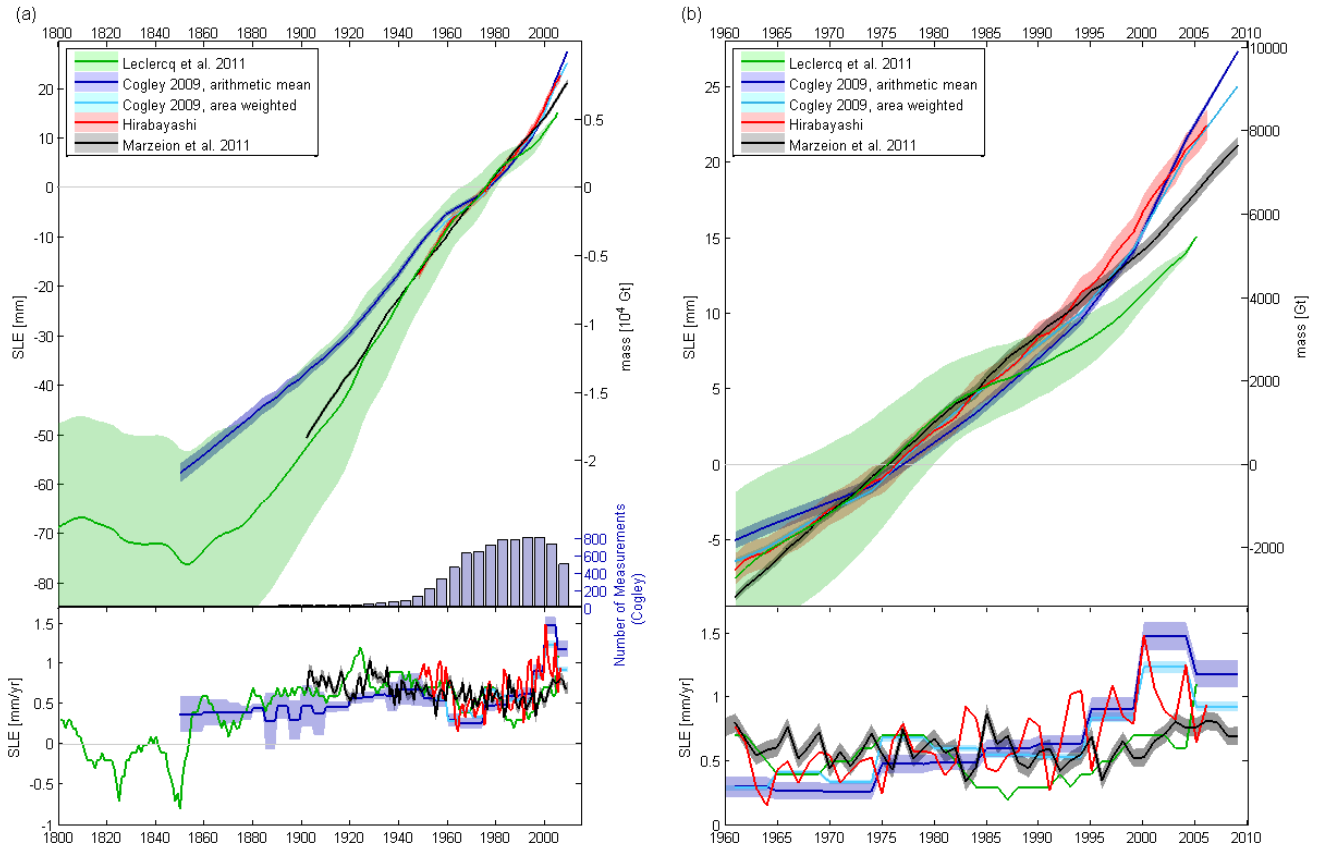 (a)
1800 1820 1840 1860 1880 1900 1920 1940 1960 1980 2000
Leclercq et al. 2011
Cogley 2009, arithmetic mean
Cogley 2009, area weighted
Hirabayashi
Marzeion et al. 2011
20
10
0
-10
-20
-30
-40
-50
-60
-70
-80
SLE [mm]
0.5
0
-0.5
-1
-1.5
-2
mass [10⁴ Gt]
800
600
400
200
0
Number of Measurements
(Cogley)
1.5
1
0.5
0
-0.5
-1
SLE [mm/yr]
1800 1820 1840 1860 1880 1900 1920 1940 1960 1980 2000
(b)
1960 1965 1970 1975 1980 1985 1990 1995 2000 2005 2010
Leclercq et al. 2011
Cogley 2009, arithmetic mean
Cogley 2009, area weighted
Hirabayashi
Marzeion et al. 2011
25
20
15
10
5
0
-5
SLE [mm]
10000
8000
6000
4000
2000
0
-2000
mass [Gt]
1.5
1
0.5
0
SLE [mm/yr]
1960 1965 1970 1975 1980 1985 1990 1995 2000 2005 2010